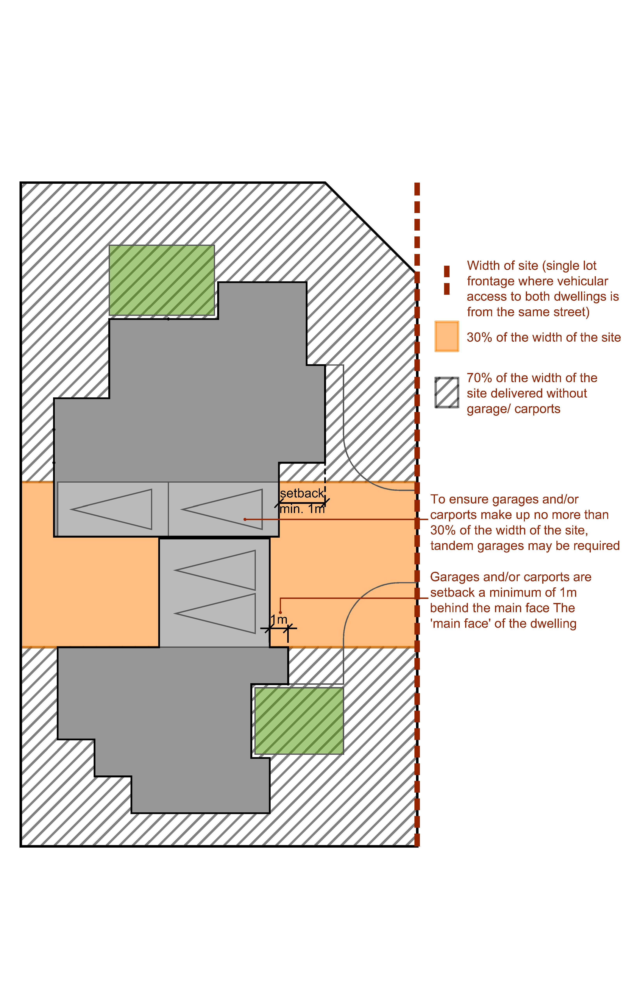 Width of site (single lot
frontage where vehicular
access to both dwellings is
from the same street)
30% of the width of the site
70% of the width of the
site delivered without
garage/ carports
setback
min. 1m
To ensure garages and/or
carports make up no more than
30% of the width of the site,
tandem garages may be required
Garages and/or carports are
setback a minimum of 1m
behind the main face The
'main face' of the dwelling
1m